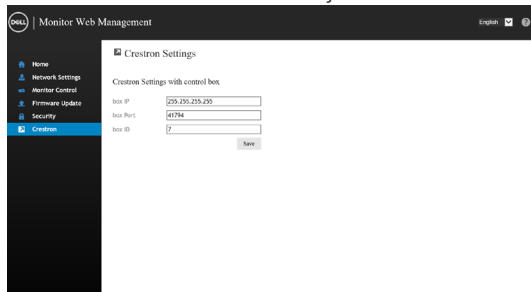 DELL | Monitor Web Management
English
?
Crestron Settings
Home
Network Settings
Monitor Control
Firmware Update
Security
Crestron
Crestron Settings with control box
box IP 255.255.255.255
box Port 41794
box ID 7
Save